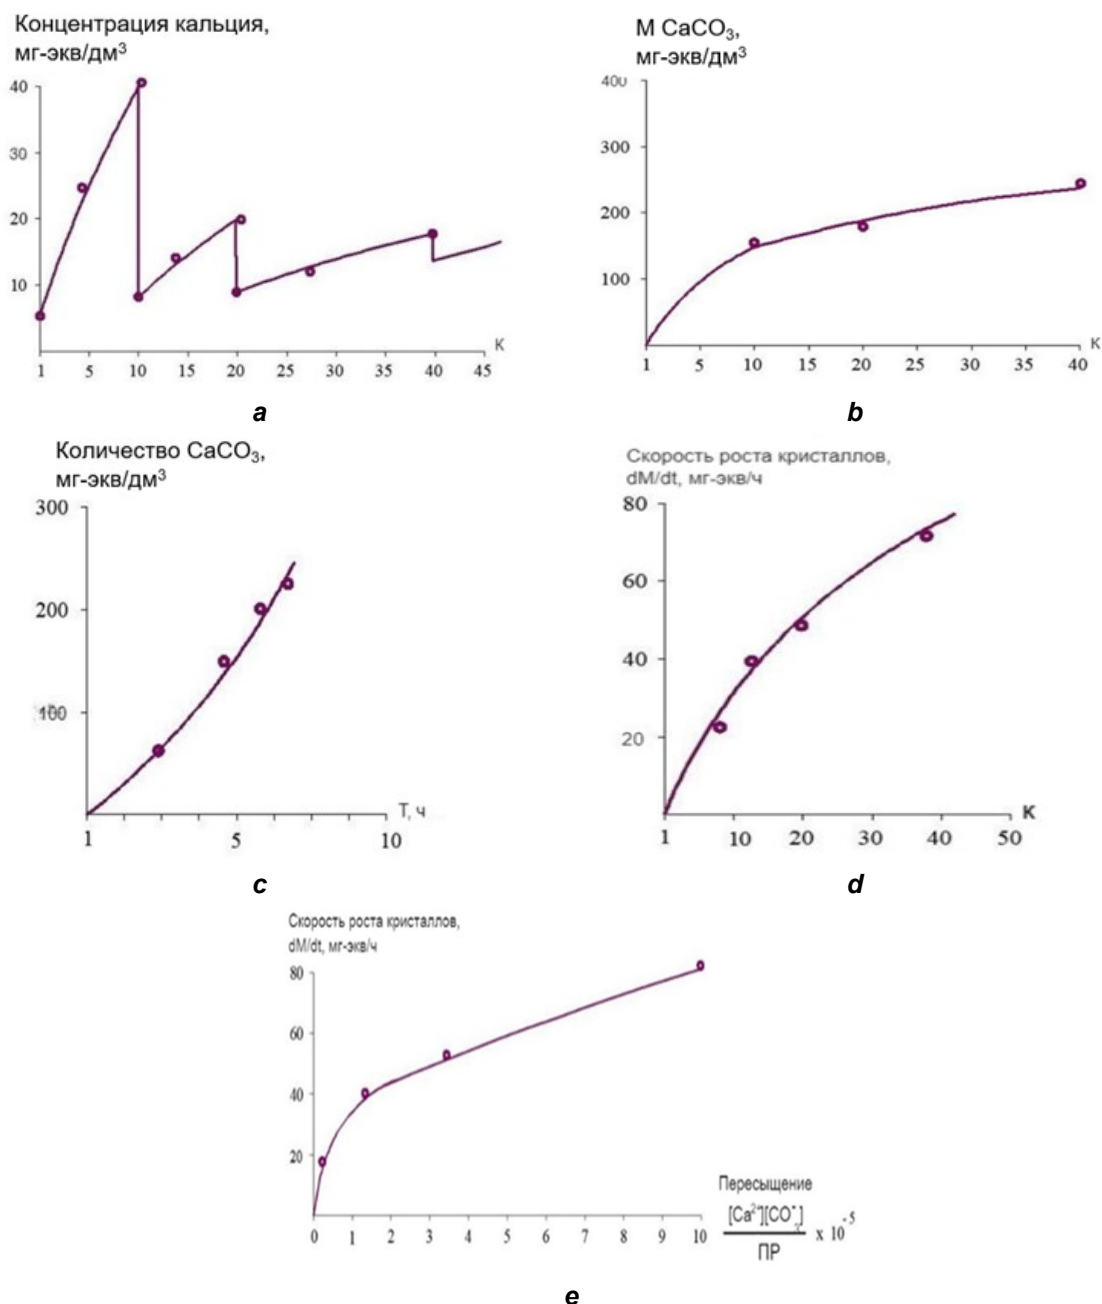 Концентрация кальция,
мг-экв/дм³
40
30
20
10
K
1 5 10 15 20 25 30 35 40 45
a
M CaCO₃,
мг-экв/дм³
400
300
200
100
K
1 5 10 15 20 25 30 35 40
b
Количество CaCO₃,
мг-экв/дм³
300
200
100
T, ч
1 5 10
c
Скорость роста кристаллов,
dM/dt, мг-экв/ч
80
60
40
20
K
1 10 20 30 40 50
d
Скорость роста кристаллов,
dM/dt, мг-экв/ч
80
60
40
20
0 1 2 3 4 5 6 7 8 9 10
Пересыщение
[Ca²⁺][CO
ПР
x 10⁻⁵
e